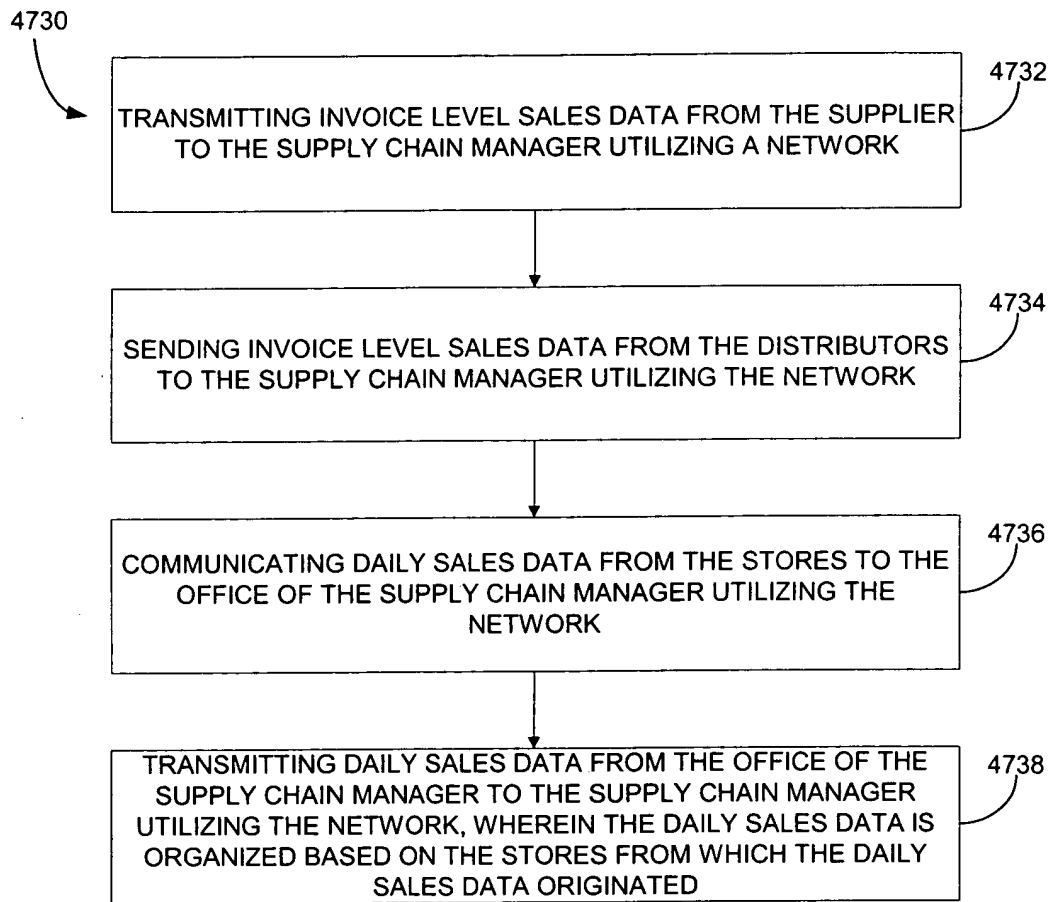 4730
4732
TRANSMITTING INVOICE LEVEL SALES DATA FROM THE SUPPLIER
TO THE SUPPLY CHAIN MANAGER UTILIZING A NETWORK
4734
SENDING INVOICE LEVEL SALES DATA FROM THE DISTRIBUTORS
TO THE SUPPLY CHAIN MANAGER UTILIZING THE NETWORK
4736
COMMUNICATING DAILY SALES DATA FROM THE STORES TO THE
OFFICE OF THE SUPPLY CHAIN MANAGER UTILIZING THE
NETWORK
4738
TRANSMITTING DAILY SALES DATA FROM THE OFFICE OF THE
SUPPLY CHAIN MANAGER TO THE SUPPLY CHAIN MANAGER
UTILIZING THE NETWORK, WHEREIN THE DAILY SALES DATA IS
ORGANIZED BASED ON THE STORES FROM WHICH THE DAILY
SALES DATA ORIGINATED